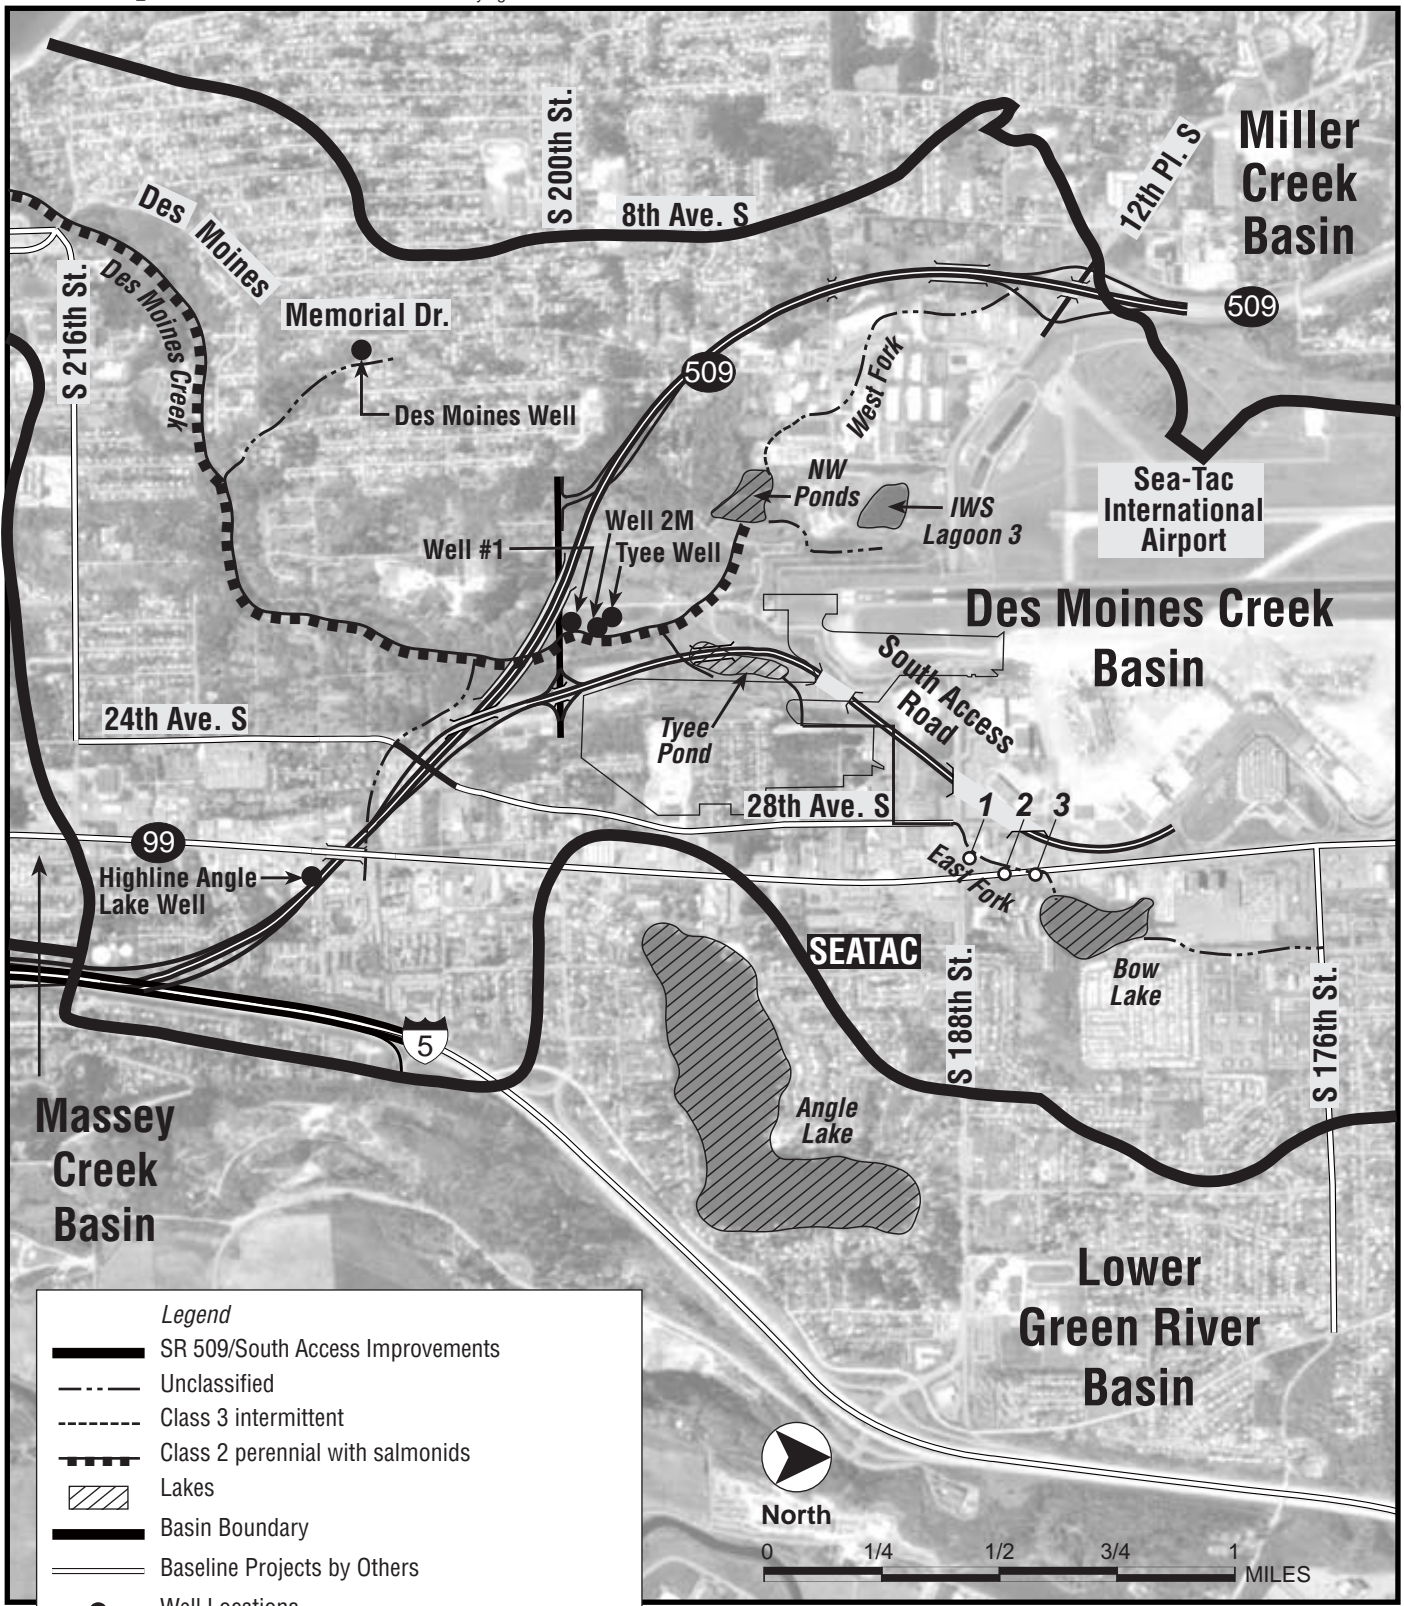 Miller
Creek
Basin
12th Pl. S
S 200th St.
8th Ave. S
Des Moines
Memorial Dr.
Des Moines Creek
S 216th St.
509
509
Des Moines Well
West Fork
NW
Ponds
IWS
Lagoon 3
Sea-Tac
International
Airport
Well 2M
Well #1
Tyee Well
Des Moines Creek
Basin
South Access
Road
24th Ave. S
Tyee
Pond
28th Ave. S
1
2
3
99
Highline Angle
Lake Well
East Fork
SEATAC
S 188th St.
Bow
Lake
S 176th St.
5
Angle
Lake
Massey
Creek
Basin
Lower
Green River
Basin
Legend
SR 509/South Access Improvements
Unclassified
Class 3 intermittent
Class 2 perennial with salmonids
Lakes
Basin Boundary
Baseline Projects by Others
Well Locations
North
0 1/4 1/2 3/4 1
MILES